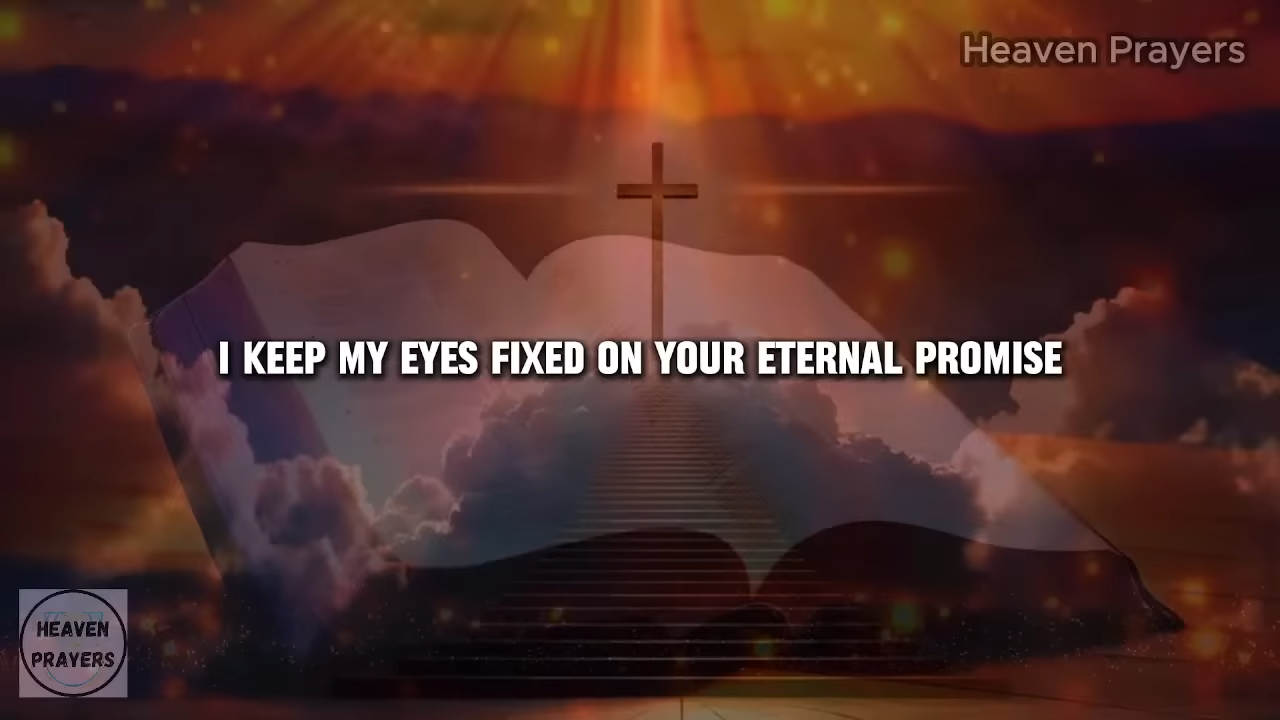 Heaven Prayers
I KEEP MY EYES FIXED ON YOUR ETERNAL PROMISE
HEAVEN
PRAYERS